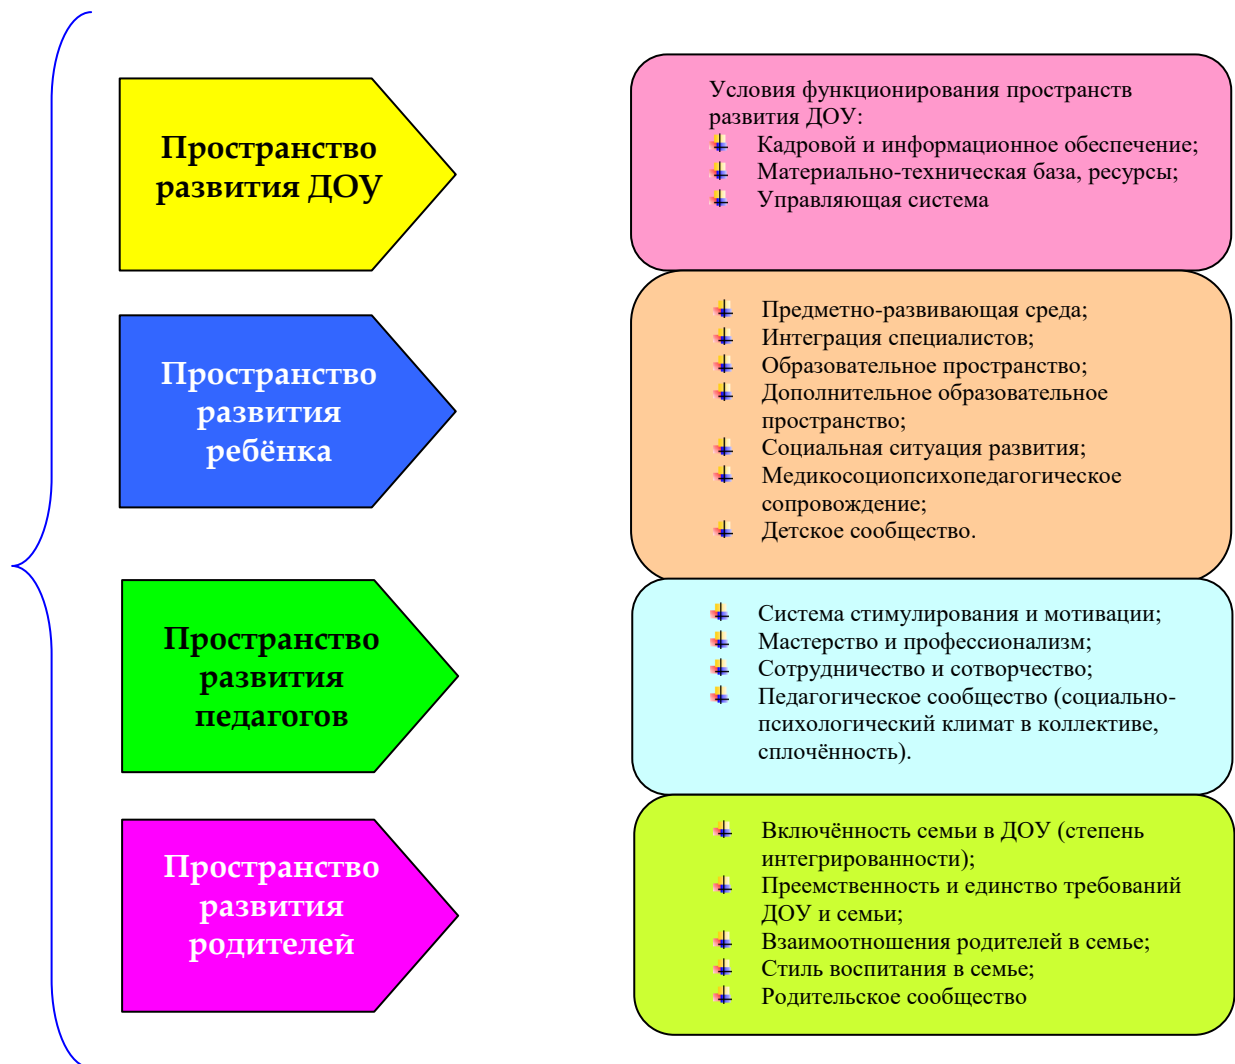 Пространство
развития ДОУ
Условия функционирования пространств
развития ДОУ:
Кадровой и информационное обеспечение;
Материально-техническая база, ресурсы;
Управляющая система
Пространство
развития
ребёнка
Предметно-развивающая среда;
Интеграция специалистов;
Образовательное пространство;
Дополнительное образовательное
пространство;
Социальная ситуация развития;
Медикосоциопсихопедагогическое
сопровождение;
Детское сообщество.
Пространство
развития
педагогов
Система стимулирования и мотивации;
Мастерство и профессионализм;
Сотрудничество и сотворчество;
Педагогическое сообщество (социально-
психологический климат в коллективе,
сплочённость).
Пространство
развития
родителей
Включённость семьи в ДОУ (степень
интегрированности);
Преемственность и единство требований
ДОУ и семьи;
Взаимоотношения родителей в семье;
Стиль воспитания в семье;
Родительское сообщество